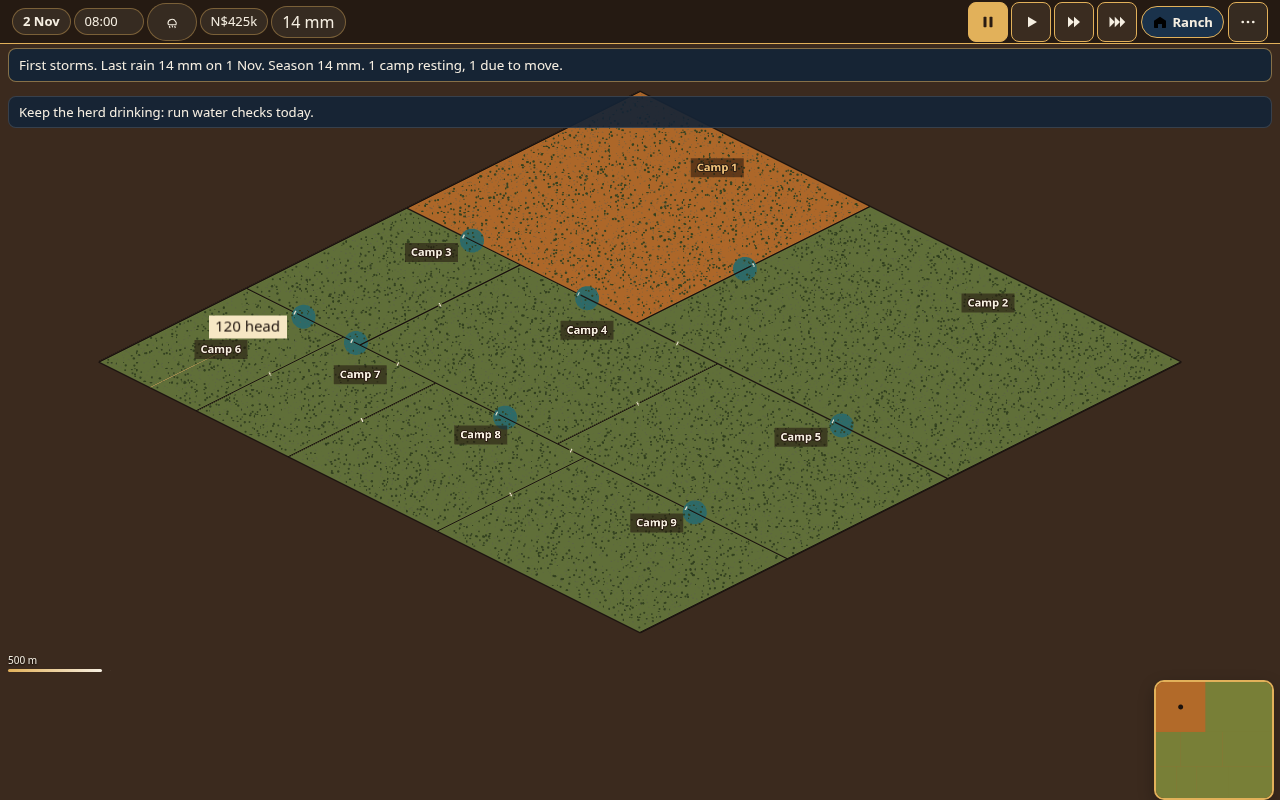 2 Nov
08:00
N$425k
14 mm
Ranch
First storms. Last rain 14 mm on 1 Nov. Season 14 mm. 1 camp resting, 1 due to move.
Keep the herd drinking: run water checks today.
Camp 1
Camp 3
Camp 2
120 head
Camp 4
Camp 6
Camp 7
Camp 8
Camp 5
Camp 9
500 m